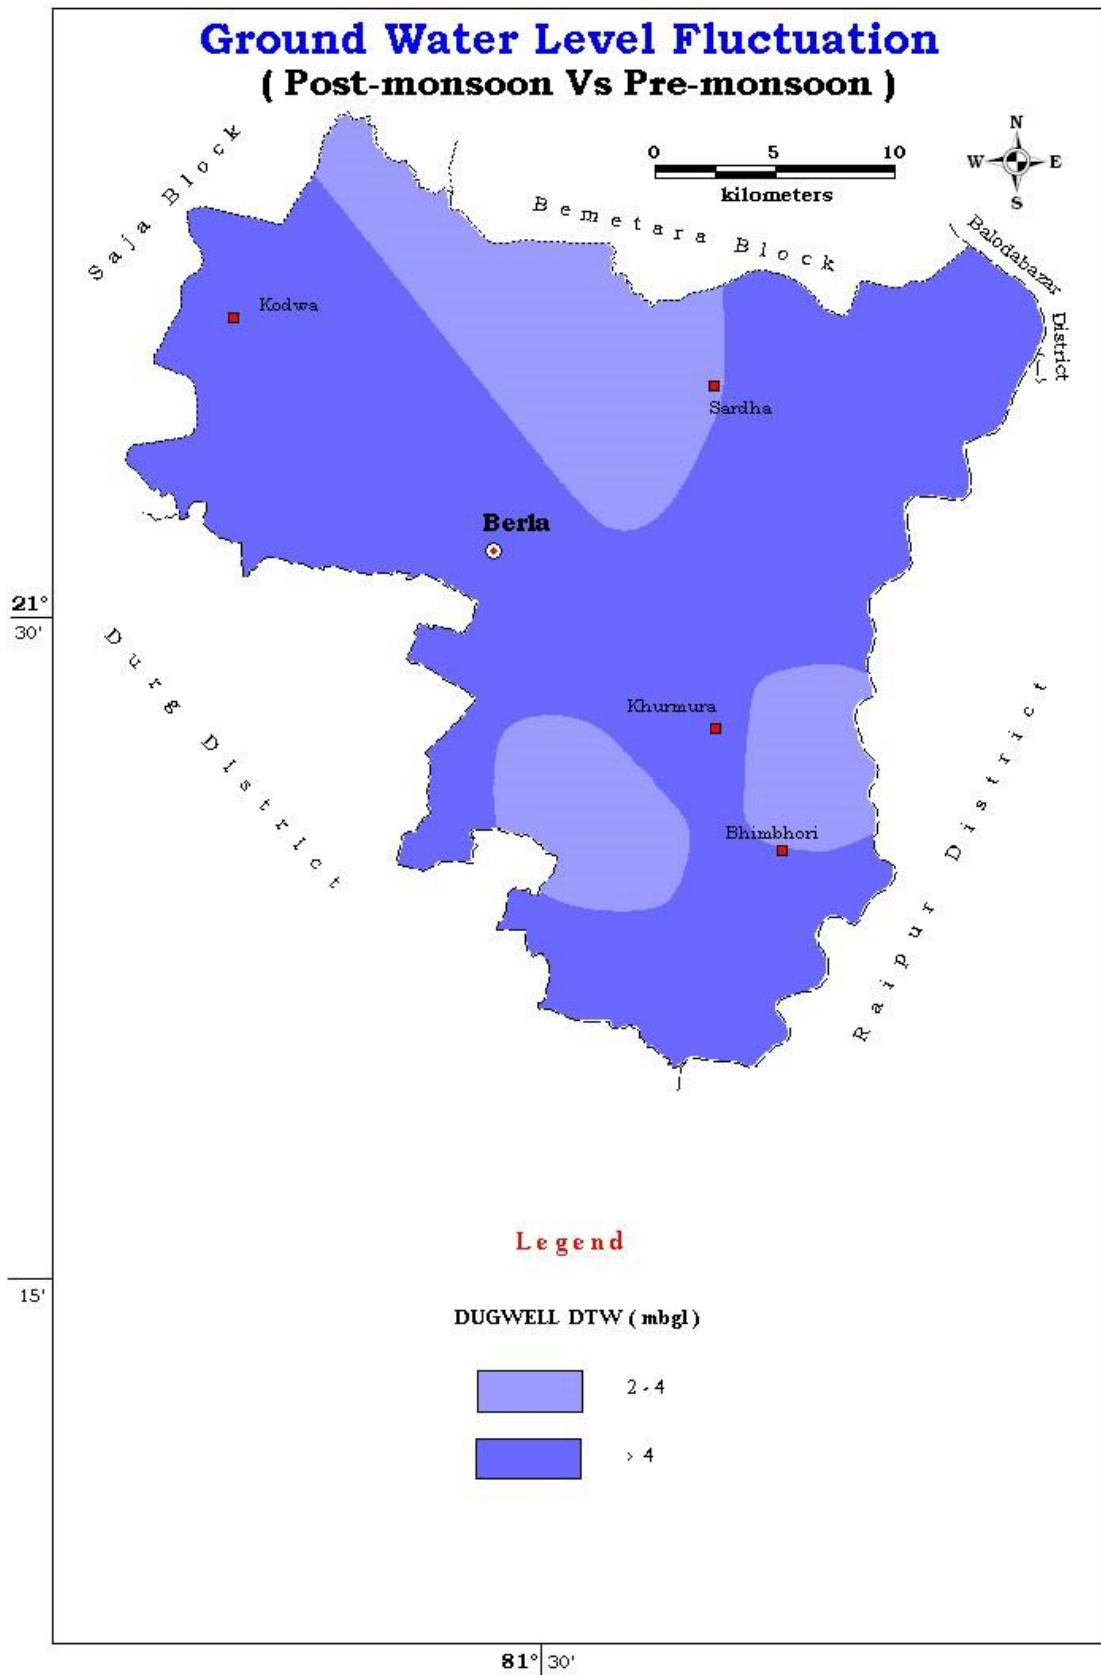 Ground Water Level Fluctuation
( Post-monsoon Vs Pre-monsoon )
N
W E
S
0 5 10
kilometers
Saja Block
Bemetara Block
Balodabazar
District
Kodwa
Sardha
Berla
21°
30'
Durg District
Khurmura
Bhimbhori
Raipur District
Legend
15'
DUGWELL DTW ( mbgl )
2 - 4
> 4
81° 30'